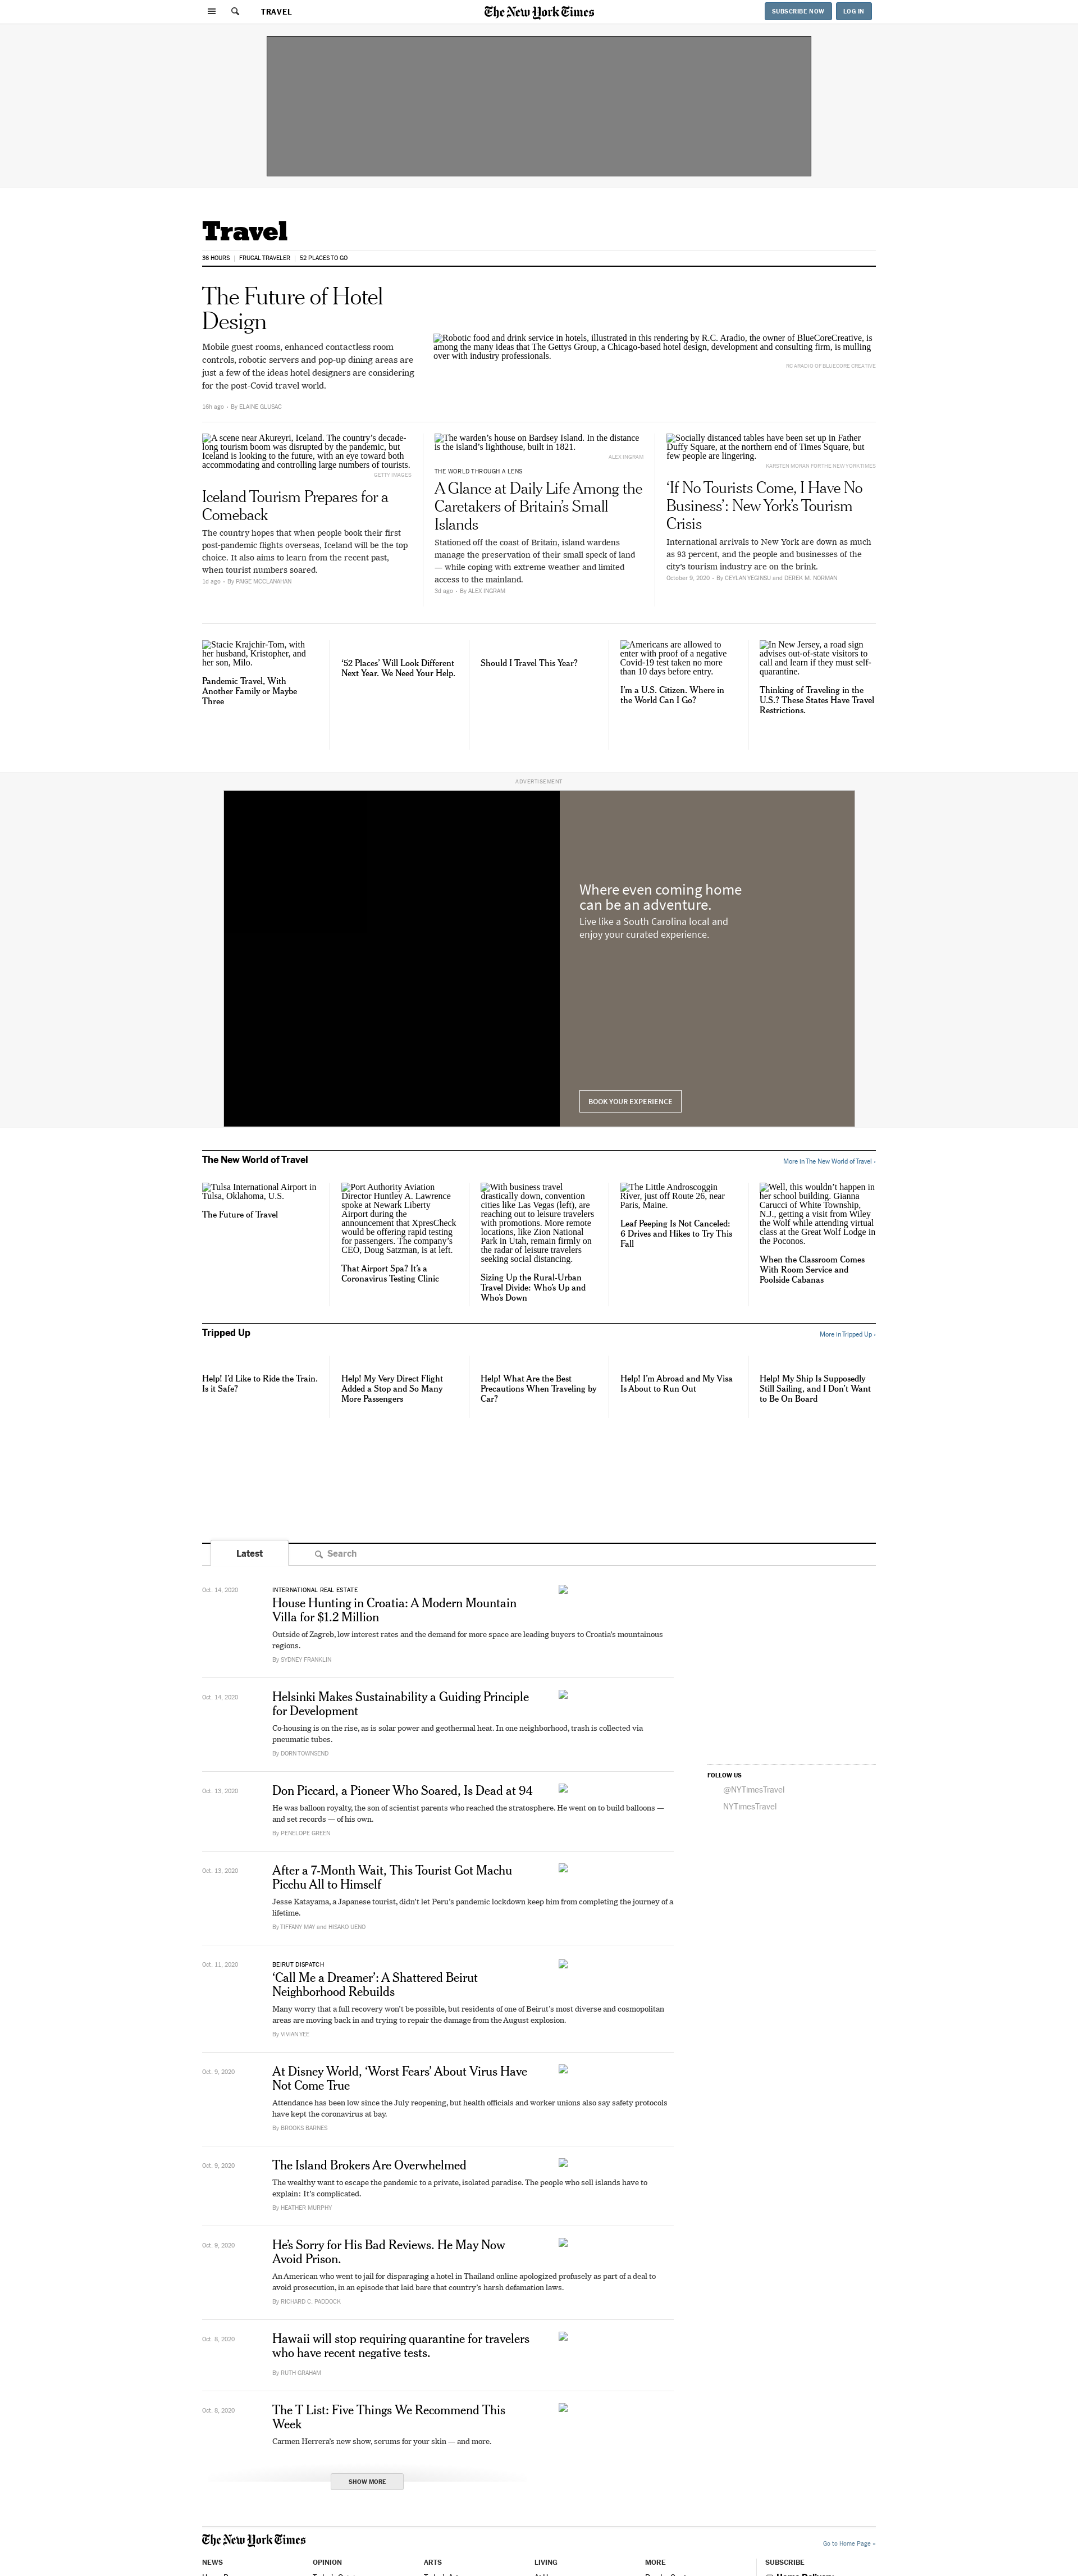 TRAVEL
The New York Times
SUBSCRIBE NOW
LOG IN
Travel
36 HOURS
FRUGAL TRAVELER
52 PLACES TO GO
The Future of Hotel
Design
Mobile guest rooms, enhanced contactless room
controls, robotic servers and pop-up dining areas are
just a few of the ideas hotel designers are considering
for the post-Covid travel world.
16h ago • By ELAINE GLUSAC
Robotic food and drink service in hotels, illustrated in this rendering by R.C. Aradio, the owner of BlueCoreCreative, is
among the many ideas that The Gettys Group, a Chicago-based hotel design, development and consulting firm, is mulling
over with industry professionals.
RC ARADIO OF BLUECORE CREATIVE
A scene near Akureyri, Iceland. The country's decade-
long tourism boom was disrupted by the pandemic, but
Iceland is looking to the future, with an eye toward both
accommodating and controlling large numbers of tourists.
GETTY IMAGES
Iceland Tourism Prepares for a
Comeback
The country hopes that when people book their first
post-pandemic flights overseas, Iceland will be the top
choice. It also aims to learn from the recent past,
when tourist numbers soared.
1d ago • By PAIGE MCCLANAHAN
The warden's house on Bardsey Island. In the distance
is the island's lighthouse, built in 1821.
ALEX INGRAM
THE WORLD THROUGH A LENS
A Glance at Daily Life Among the
Caretakers of Britain's Small
Islands
Stationed off the coast of Britain, island wardens
manage the preservation of their small speck of land
— while coping with extreme weather and limited
access to the mainland.
3d ago • By ALEX INGRAM
Socially distanced tables have been set up in Father
Duffy Square, at the northern end of Times Square, but
few people are lingering.
KARSTEN MORAN FOR THE NEW YORK TIMES
'If No Tourists Come, I Have No
Business': New York's Tourism
Crisis
International arrivals to New York are down as much
as 93 percent, and the people and businesses of the
city's tourism industry are on the brink.
October 9, 2020 • By CEYLAN YEGINSU and DEREK M. NORMAN
Stacie Krajchir-Tom, with
her husband, Kristopher, and
her son, Milo.
Pandemic Travel, With
Another Family or Maybe
Three
'52 Places' Will Look Different
Next Year. We Need Your Help.
Should I Travel This Year?
Americans are allowed to
enter with proof of a negative
Covid-19 test taken no more
than 10 days before entry.
I'm a U.S. Citizen. Where in
the World Can I Go?
In New Jersey, a road sign
advises out-of-state visitors to
call and learn if they must self-
quarantine.
Thinking of Traveling in the
U.S.? These States Have Travel
Restrictions.
ADVERTISEMENT
Where even coming home
can be an adventure.
Live like a South Carolina local and
enjoy your curated experience.
BOOK YOUR EXPERIENCE
The New World of Travel
More in The New World of Travel ›
Tulsa International Airport in
Tulsa, Oklahoma, U.S.
The Future of Travel
Port Authority Aviation
Director Huntley A. Lawrence
spoke at Newark Liberty
Airport during the
announcement that XpresCheck
would be offering rapid testing
for passengers. The company's
CEO, Doug Satzman, is at left.
That Airport Spa? It's a
Coronavirus Testing Clinic
With business travel
drastically down, convention
cities like Las Vegas (left), are
reaching out to leisure travelers
with promotions. More remote
locations, like Zion National
Park in Utah, remain firmly on
the radar of leisure travelers
seeking social distancing.
Sizing Up the Rural-Urban
Travel Divide: Who's Up and
Who's Down
The Little Androscoggin
River, just off Route 26, near
Paris, Maine.
Leaf Peeping Is Not Canceled:
6 Drives and Hikes to Try This
Fall
Well, this wouldn't happen in
her school building. Gianna
Carucci of White Township,
N.J., getting a visit from Wiley
the Wolf while attending virtual
class at the Great Wolf Lodge in
the Poconos.
When the Classroom Comes
With Room Service and
Poolside Cabanas
Tripped Up
More in Tripped Up ›
Help! I'd Like to Ride the Train.
Is it Safe?
Help! My Very Direct Flight
Added a Stop and So Many
More Passengers
Help! What Are the Best
Precautions When Traveling by
Car?
Help! I'm Abroad and My Visa
Is About to Run Out
Help! My Ship Is Supposedly
Still Sailing, and I Don't Want
to Be On Board
Latest
Search
Oct. 14, 2020
INTERNATIONAL REAL ESTATE
House Hunting in Croatia: A Modern Mountain
Villa for $1.2 Million
Outside of Zagreb, low interest rates and the demand for more space are leading buyers to Croatia's mountainous
regions.
By SYDNEY FRANKLIN
Oct. 14, 2020
Helsinki Makes Sustainability a Guiding Principle
for Development
Co-housing is on the rise, as is solar power and geothermal heat. In one neighborhood, trash is collected via
pneumatic tubes.
By DORN TOWNSEND
FOLLOW US
@NYTimesTravel
NYTimesTravel
Oct. 13, 2020
Don Piccard, a Pioneer Who Soared, Is Dead at 94
He was balloon royalty, the son of scientist parents who reached the stratosphere. He went on to build balloons —
and set records — of his own.
By PENELOPE GREEN
Oct. 13, 2020
After a 7-Month Wait, This Tourist Got Machu
Picchu All to Himself
Jesse Katayama, a Japanese tourist, didn't let Peru's pandemic lockdown keep him from completing the journey of a
lifetime.
By TIFFANY MAY and HISAKO UENO
Oct. 11, 2020
BEIRUT DISPATCH
'Call Me a Dreamer': A Shattered Beirut
Neighborhood Rebuilds
Many worry that a full recovery won't be possible, but residents of one of Beirut's most diverse and cosmopolitan
areas are moving back in and trying to repair the damage from the August explosion.
By VIVIAN YEE
Oct. 9, 2020
At Disney World, 'Worst Fears' About Virus Have
Not Come True
Attendance has been low since the July reopening, but health officials and worker unions also say safety protocols
have kept the coronavirus at bay.
By BROOKS BARNES
Oct. 9, 2020
The Island Brokers Are Overwhelmed
The wealthy want to escape the pandemic to a private, isolated paradise. The people who sell islands have to
explain: It's complicated.
By HEATHER MURPHY
Oct. 9, 2020
He's Sorry for His Bad Reviews. He May Now
Avoid Prison.
An American who went to jail for disparaging a hotel in Thailand online apologized profusely as part of a deal to
avoid prosecution, in an episode that laid bare that country's harsh defamation laws.
By RICHARD C. PADDOCK
Oct. 8, 2020
Hawaii will stop requiring quarantine for travelers
who have recent negative tests.
By RUTH GRAHAM
Oct. 8, 2020
The T List: Five Things We Recommend This
Week
Carmen Herrera's new show, serums for your skin — and more.
SHOW MORE
The New York Times
Go to Home Page »
NEWS
OPINION
ARTS
LIVING
MORE
SUBSCRIBE